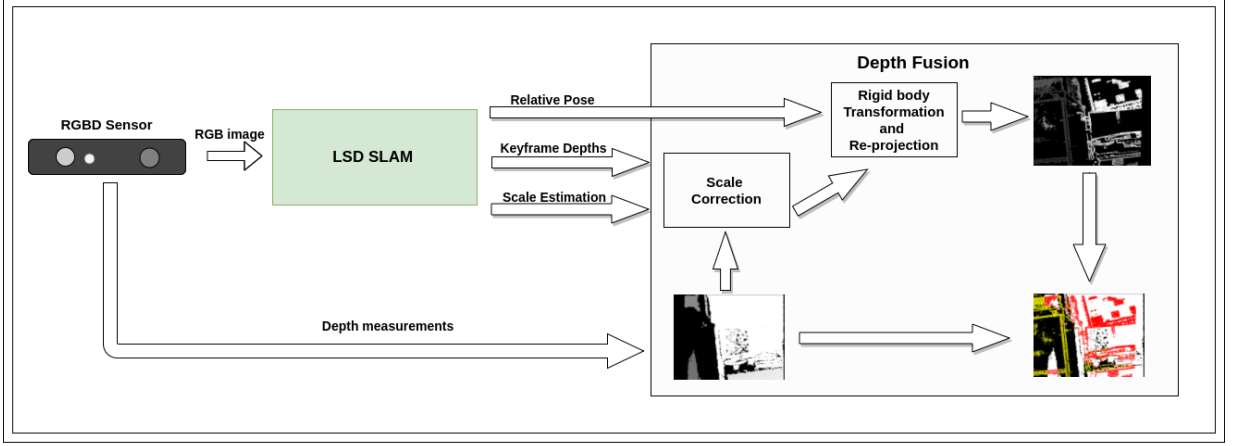 Depth Fusion
RGBD Sensor
RGB image
LSD SLAM
Relative Pose
Keyframe Depths
Scale Estimation
Rigid body
Transformation
and
Re-projection
Scale
Correction
Depth measurements